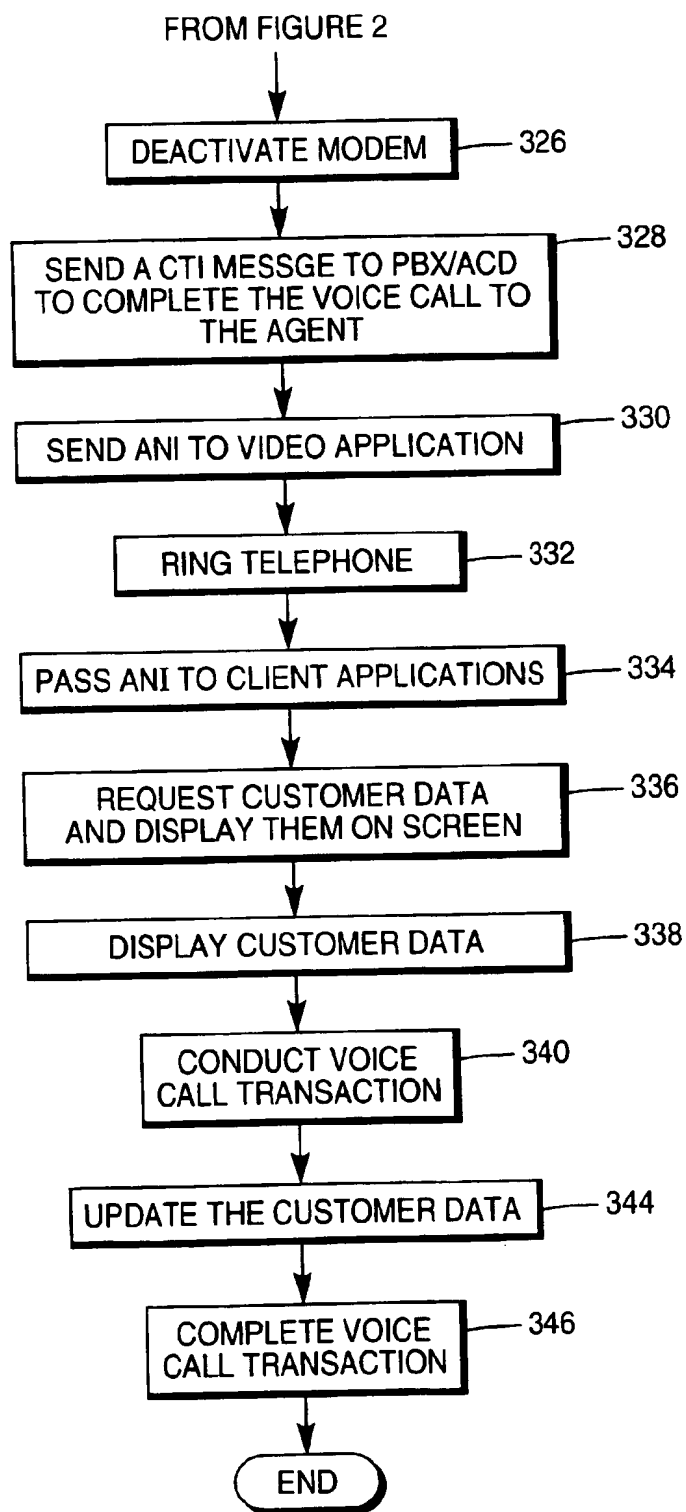 FROM FIGURE 2
DEACTIVATE MODEM
326
SEND A CTI MESSGE TO PBX/ACD
TO COMPLETE THE VOICE CALL TO
THE AGENT
328
SEND ANI TO VIDEO APPLICATION
330
RING TELEPHONE
332
PASS ANI TO CLIENT APPLICATIONS
334
REQUEST CUSTOMER DATA
AND DISPLAY THEM ON SCREEN
336
DISPLAY CUSTOMER DATA
338
CONDUCT VOICE
CALL TRANSACTION
340
UPDATE THE CUSTOMER DATA
344
COMPLETE VOICE
CALL TRANSACTION
346
END